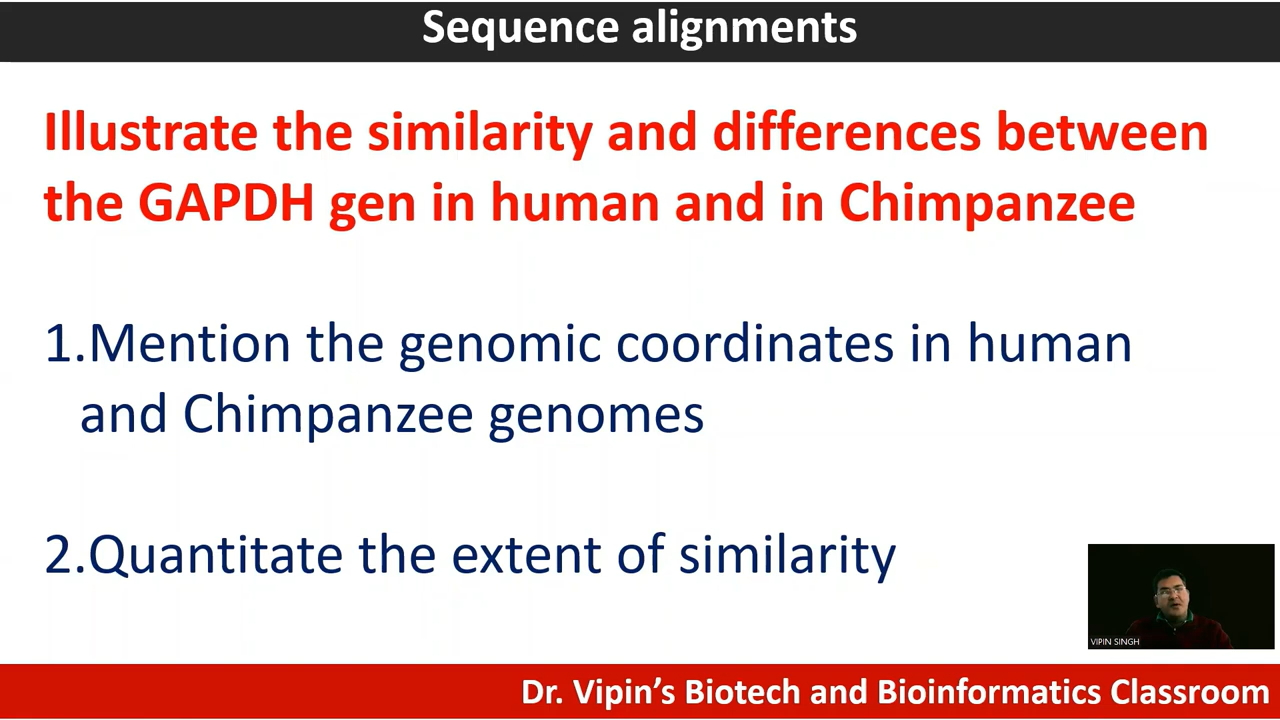 Sequence alignments
Illustrate the similarity and differences between
the GAPDH gen in human and in Chimpanzee
1.Mention the genomic coordinates in human
and Chimpanzee genomes
2.Quantitate the extent of similarity
VIPIN SINGH
Dr. Vipin’s Biotech and Bioinformatics Classroom